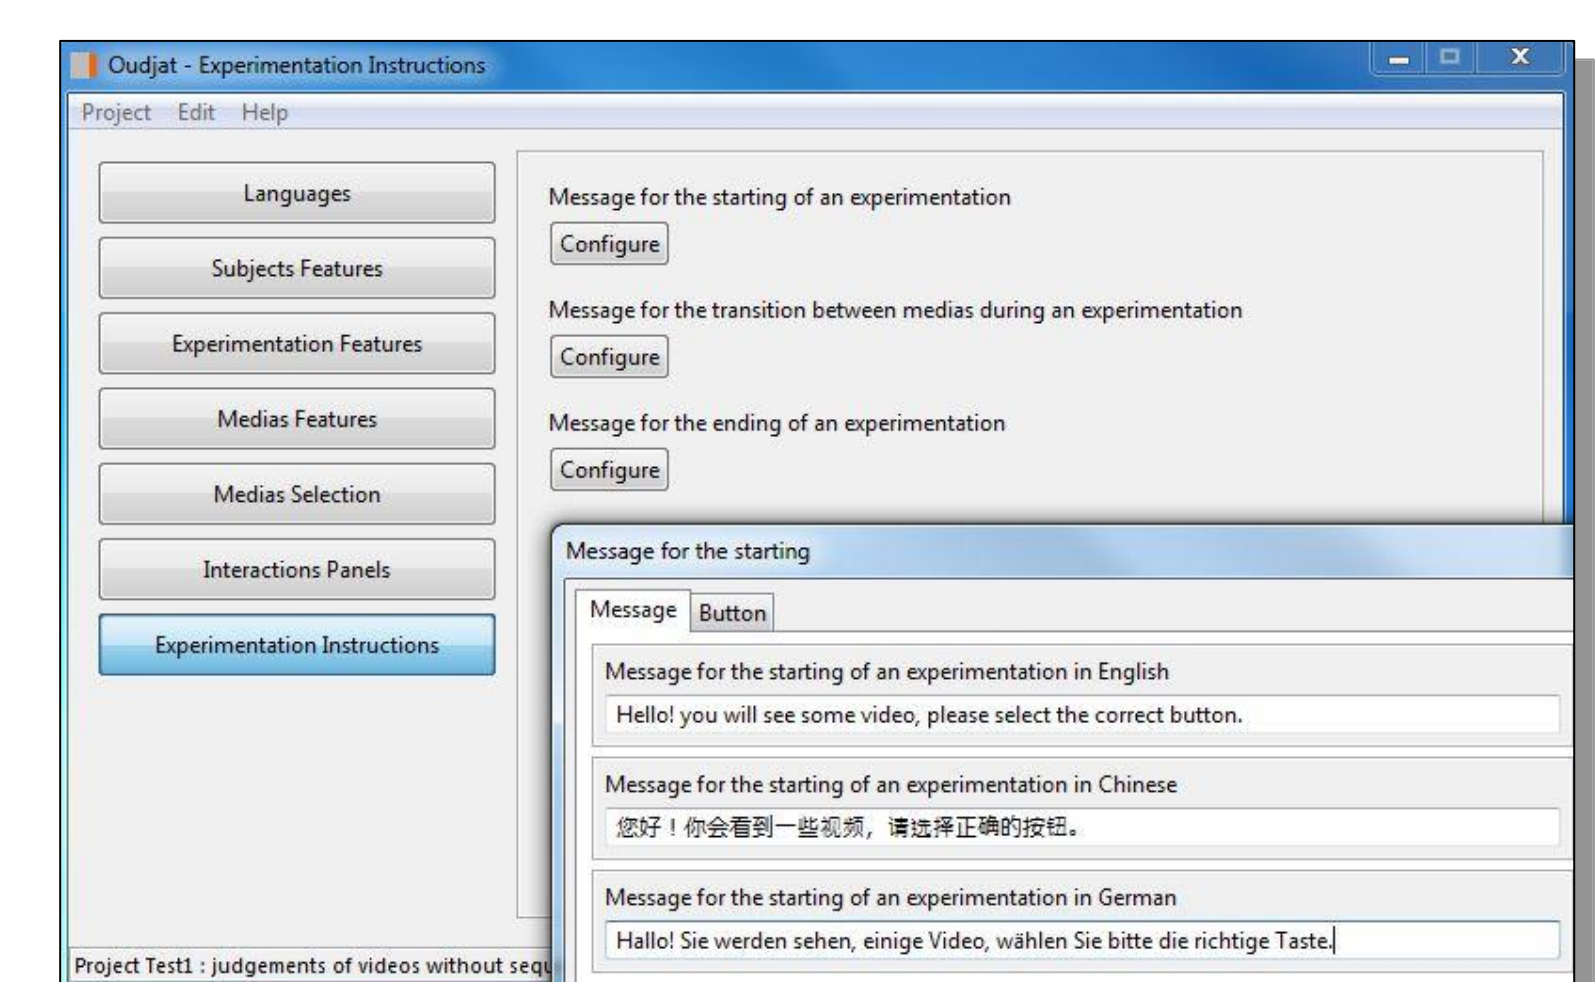 Oudjat - Experimentation Instructions
Project Edit Help
Languages
Subjects Features
Experimentation Features
Medias Features
Medias Selection
Interactions Panels
Experimentation Instructions
Message for the starting of an experimentation
Configure
Message for the transition between medias during an experimentation
Configure
Message for the ending of an experimentation
Configure
Message for the starting
Message Button
Message for the starting of an experimentation in English
Hello! you will see some video, please select the correct button.
Message for the starting of an experimentation in Chinese
您好！你会看到一些视频，请选择正确的按钮。
Message for the starting of an experimentation in German
Hallo! Sie werden sehen, einige Video, wählen Sie bitte die richtige Taste.
Project Test1 : judgements of videos without